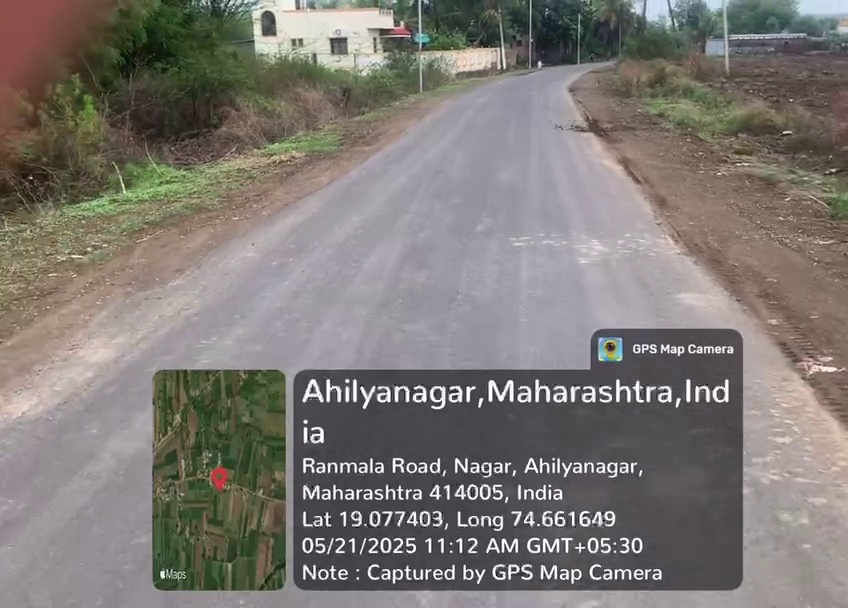 GPS Map Camera
Ahilyanagar,Maharashtra,Ind
ia
Ranmala Road, Nagar, Ahilyanagar,
Maharashtra 414005, India
Lat 19.077403, Long 74.661649
05/21/2025 11:12 AM GMT+05:30
Note : Captured by GPS Map Camera
Maps